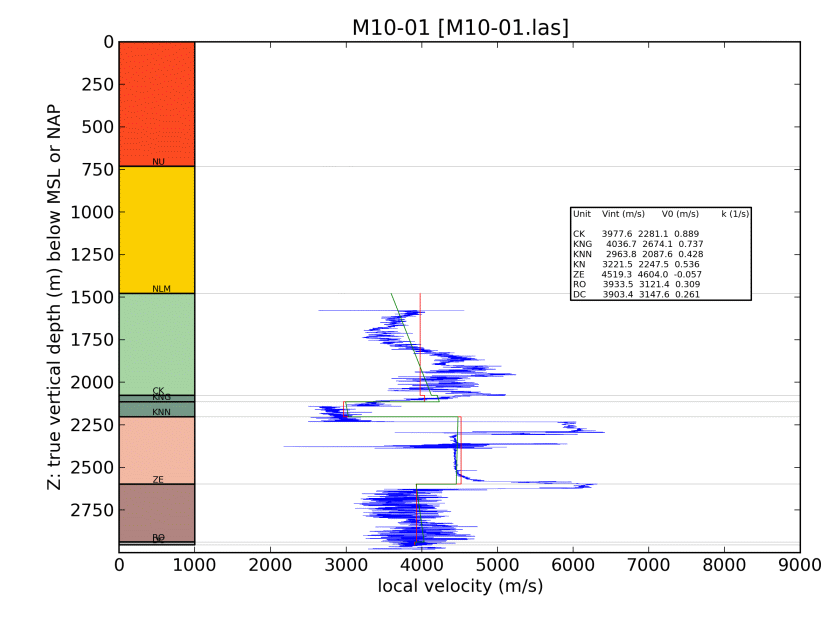 M10-01 [M10-01.las]
0
250
500
750
1000
1250
1500
1750
2000
2250
2500
2750
Z: true vertical depth (m) below MSL or NAP
NU
NLM
CK
KNG
KNN
ZE
RO
DC
Unit Vint (m/s) V0 (m/s) k (1/s)
CK 3977.6 2281.1 0.889
KNG 4036.7 2674.1 0.737
KNN 2963.8 2087.6 0.428
KN 3221.5 2247.5 0.536
ZE 4519.3 4604.0 -0.057
RO 3933.5 3121.4 0.309
DC 3903.4 3147.6 0.261
0 1000 2000 3000 4000 5000 6000 7000 8000 9000
local velocity (m/s)